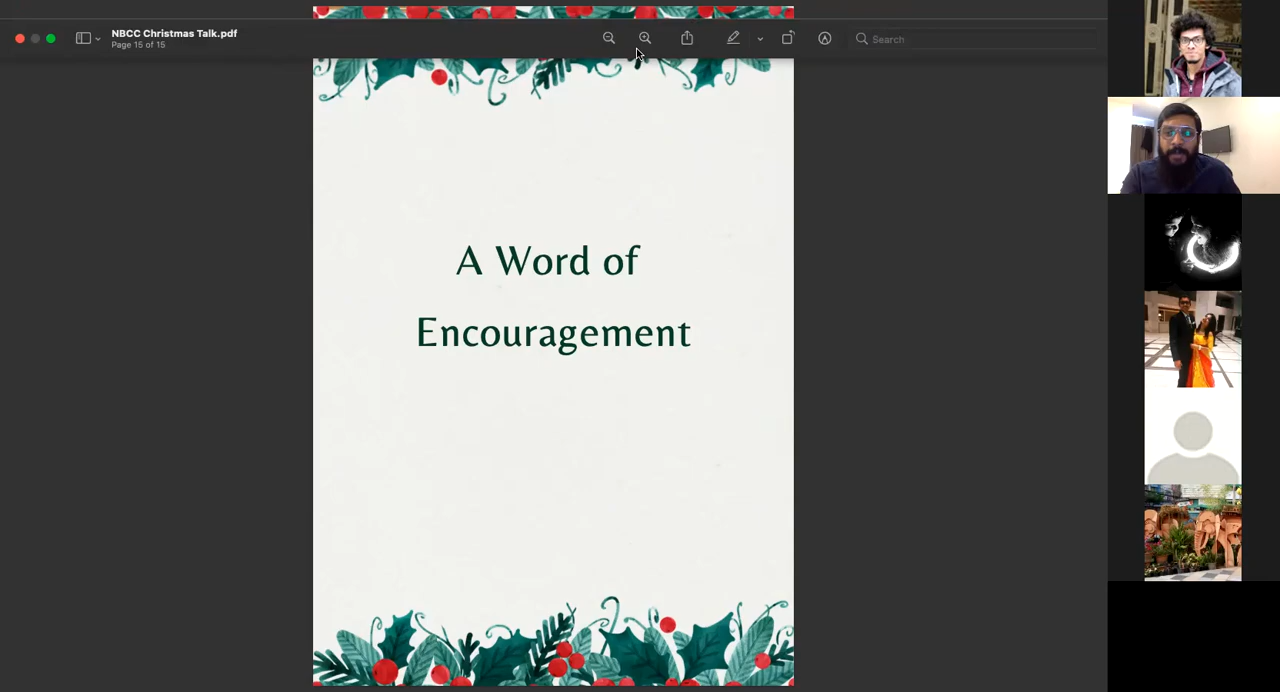 NBCC Christmas Talk.pdf
Page 15 of 15
Search
A Word of
Encouragement